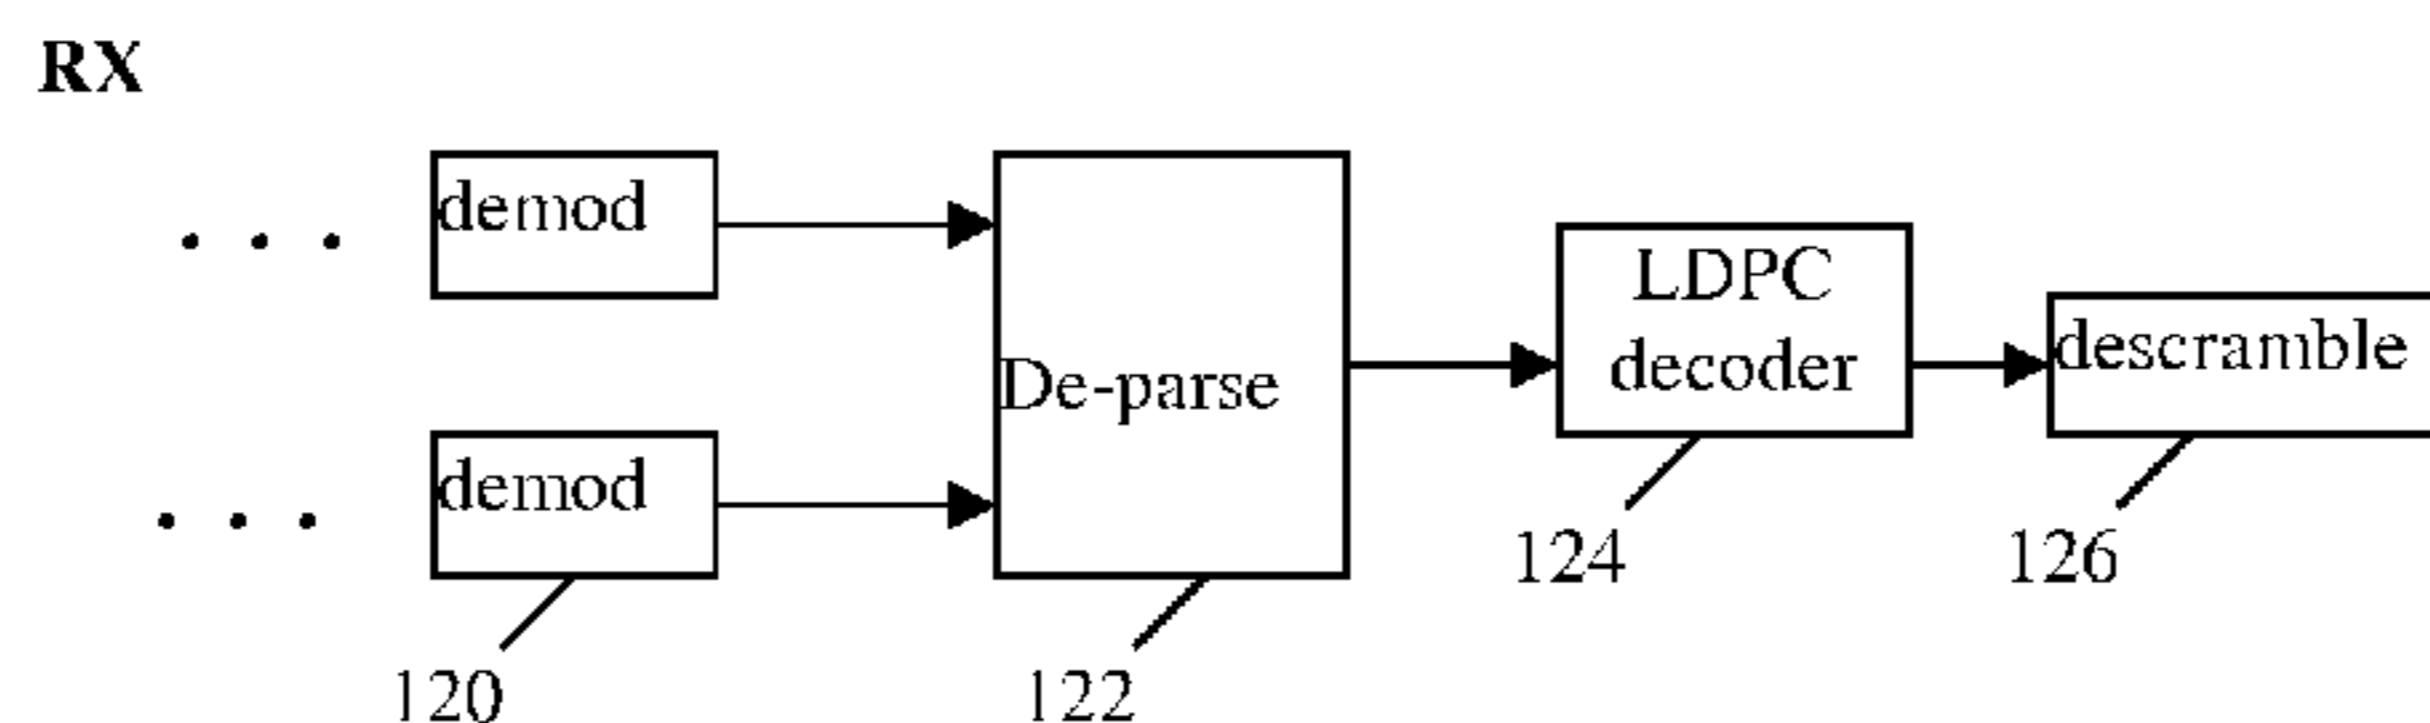 RX
demod
De-parse
LDPC
decoder
descramble
demod
120
122
124
126